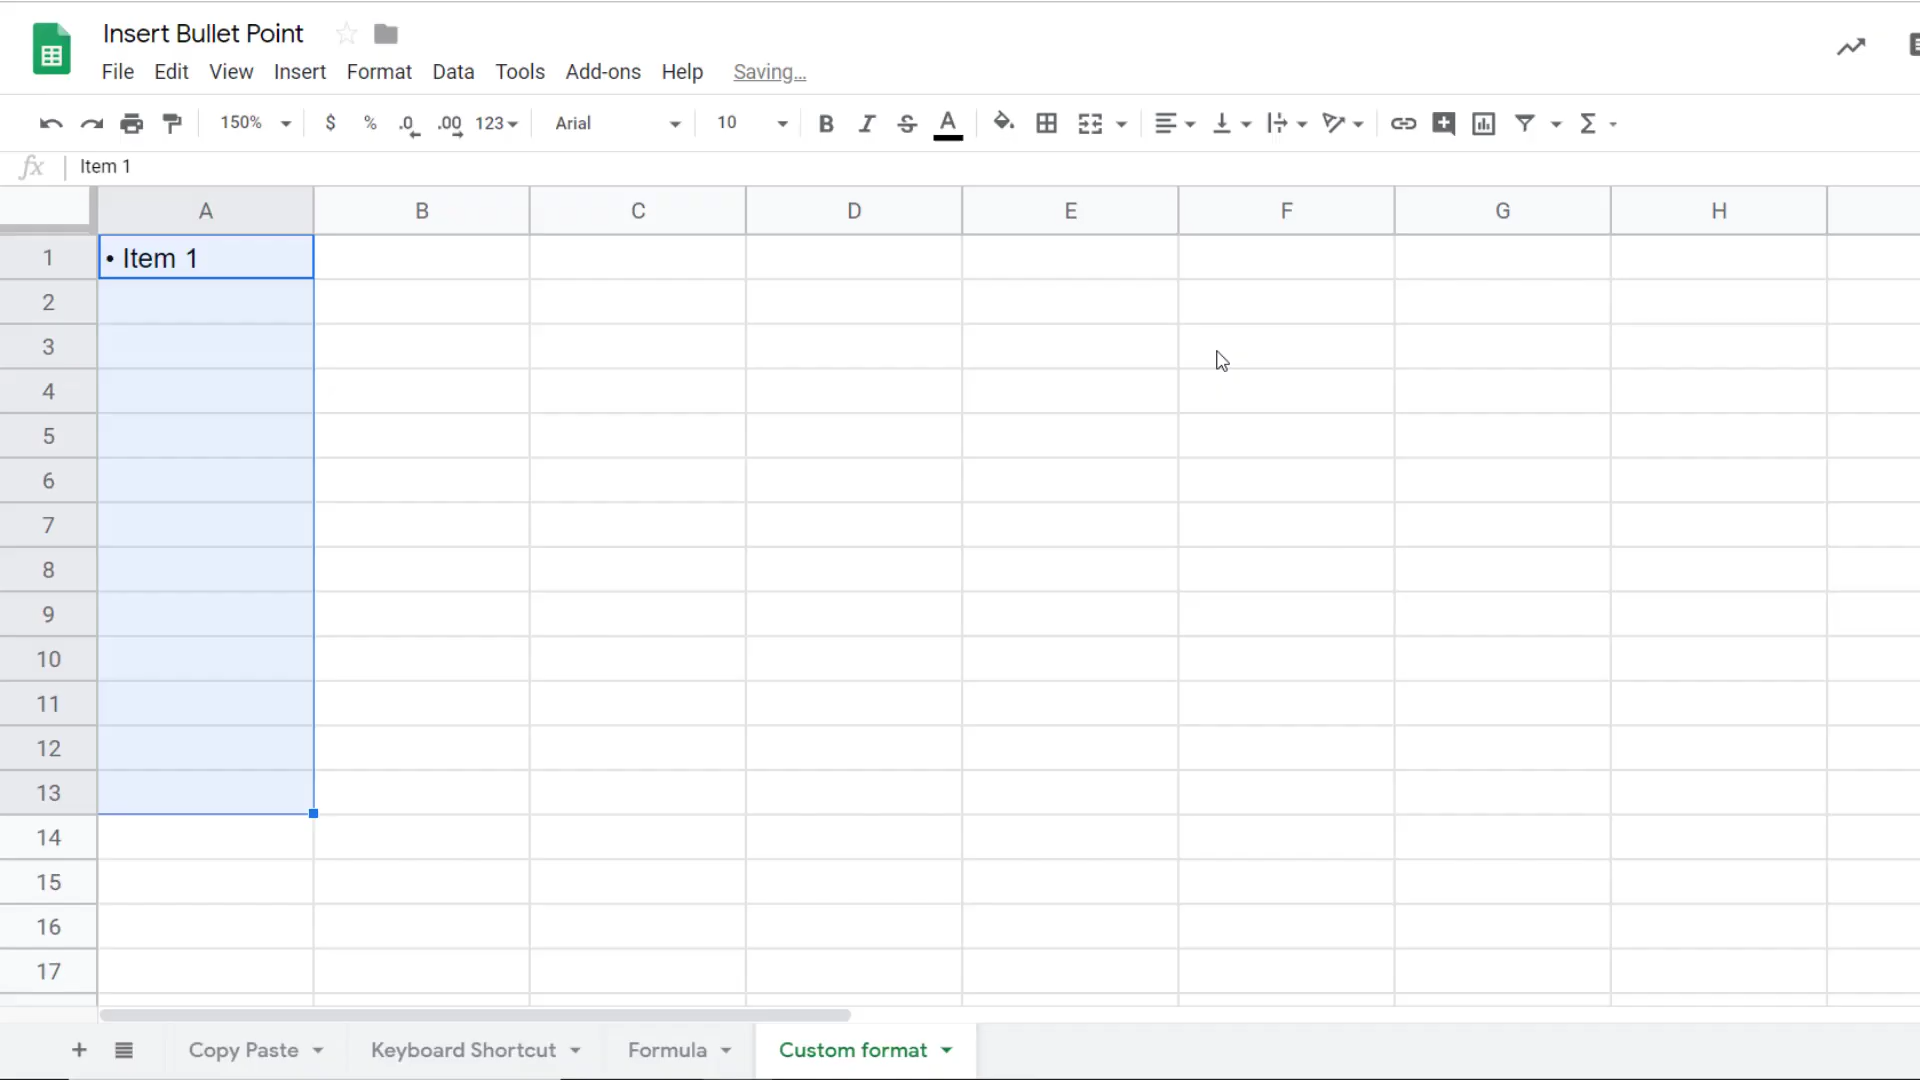 Insert Bullet Point
File Edit View Insert Format Data Tools Add-ons Help Saving...
150% $ % .0 .00 123 Arial 10 B I S A Σ
fx Item 1
A B C D E F G H
1 • Item 1
2
3
4
5
6
7
8
9
10
11
12
13
14
15
16
17
+ Copy Paste Keyboard Shortcut Formula Custom format